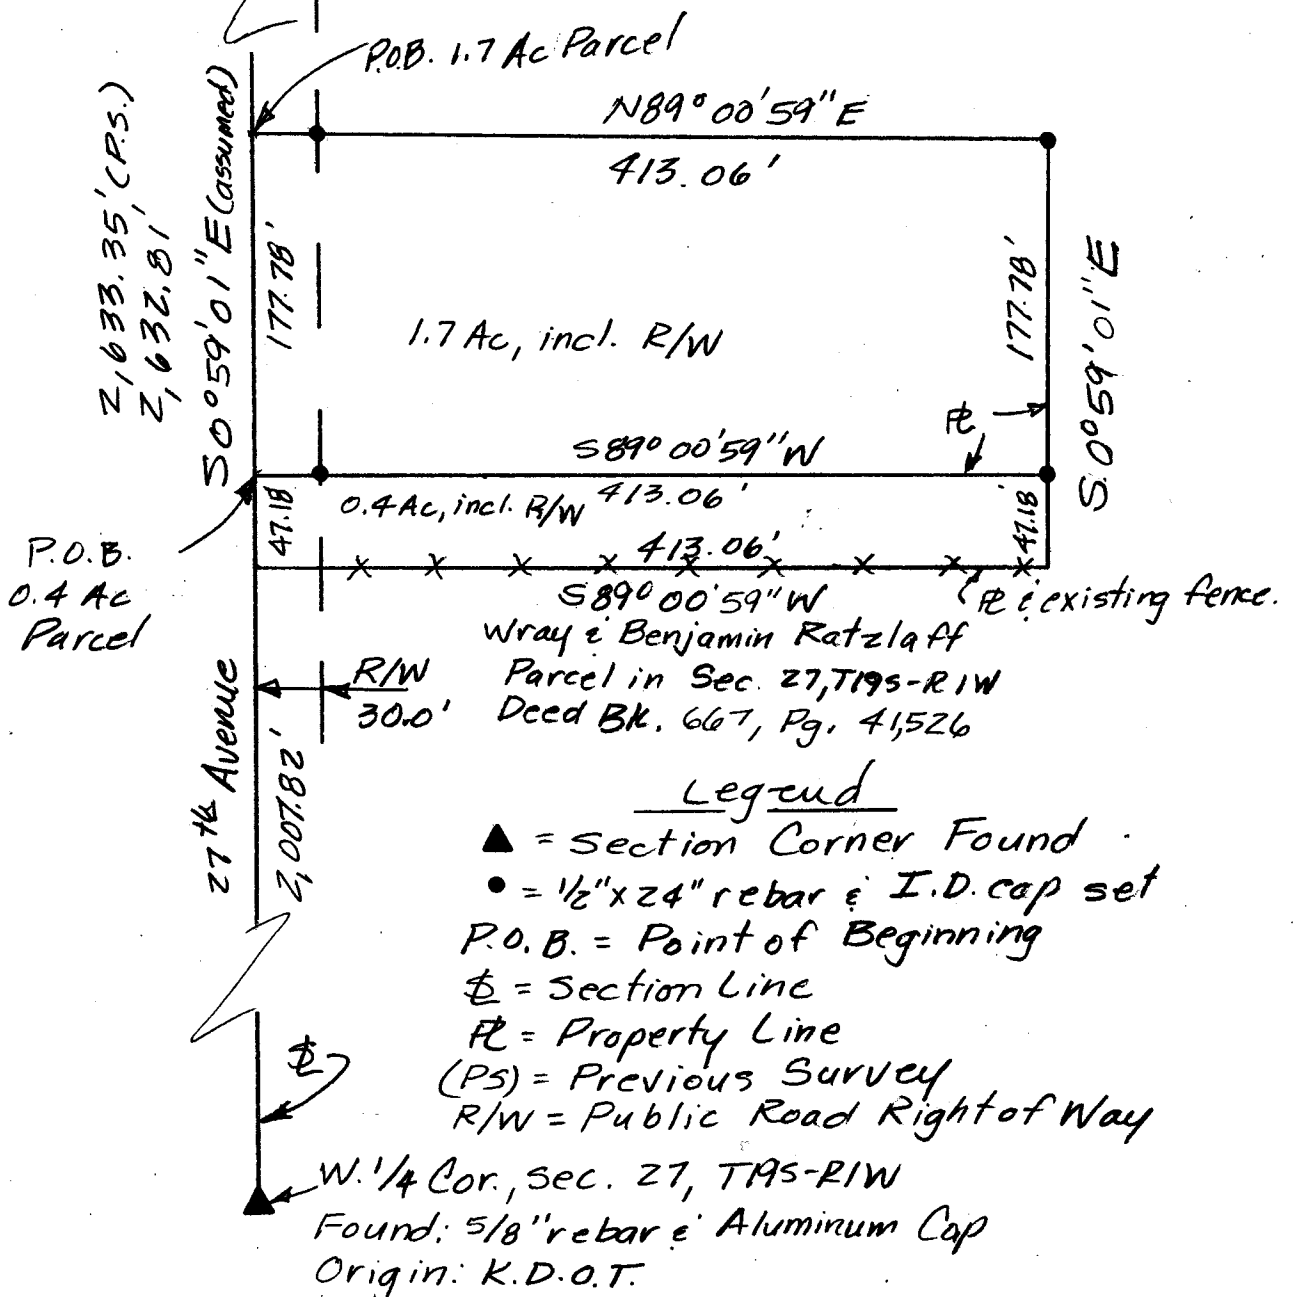 P.O.B. 1.7 Ac Parcel
N89°00'59"E
413.06'
2,633.35' (P.S.)
2,632.81'
S0°59'01"E (assumed)
177.78'
1.7 Ac, incl. R/W
177.78'
S.0°59'01"E
PL
S89°00'59"W
413.06'
0.4 Ac, incl. R/W
47.18
47.18
P.O.B.
0.4 Ac
Parcel
413.06'
S89°00'59"W
PL & existing fence.
Wray & Benjamin Ratzlaff
Parcel in Sec. 27, T19S-R1W
Deed BK. 667, Pg. 41,526
R/W
30.0'
27th Avenue
2,007.82'
Legend
▲ = Section Corner Found
● = 1/2"x24" rebar & I.D. cap set
P.O.B. = Point of Beginning
SL = Section Line
PL = Property Line
(PS) = Previous Survey
R/W = Public Road Right of Way
SL
W. 1/4 Cor., Sec. 27, T19S-R1W
Found: 5/8" rebar & Aluminum Cap
Origin: K.D.O.T.